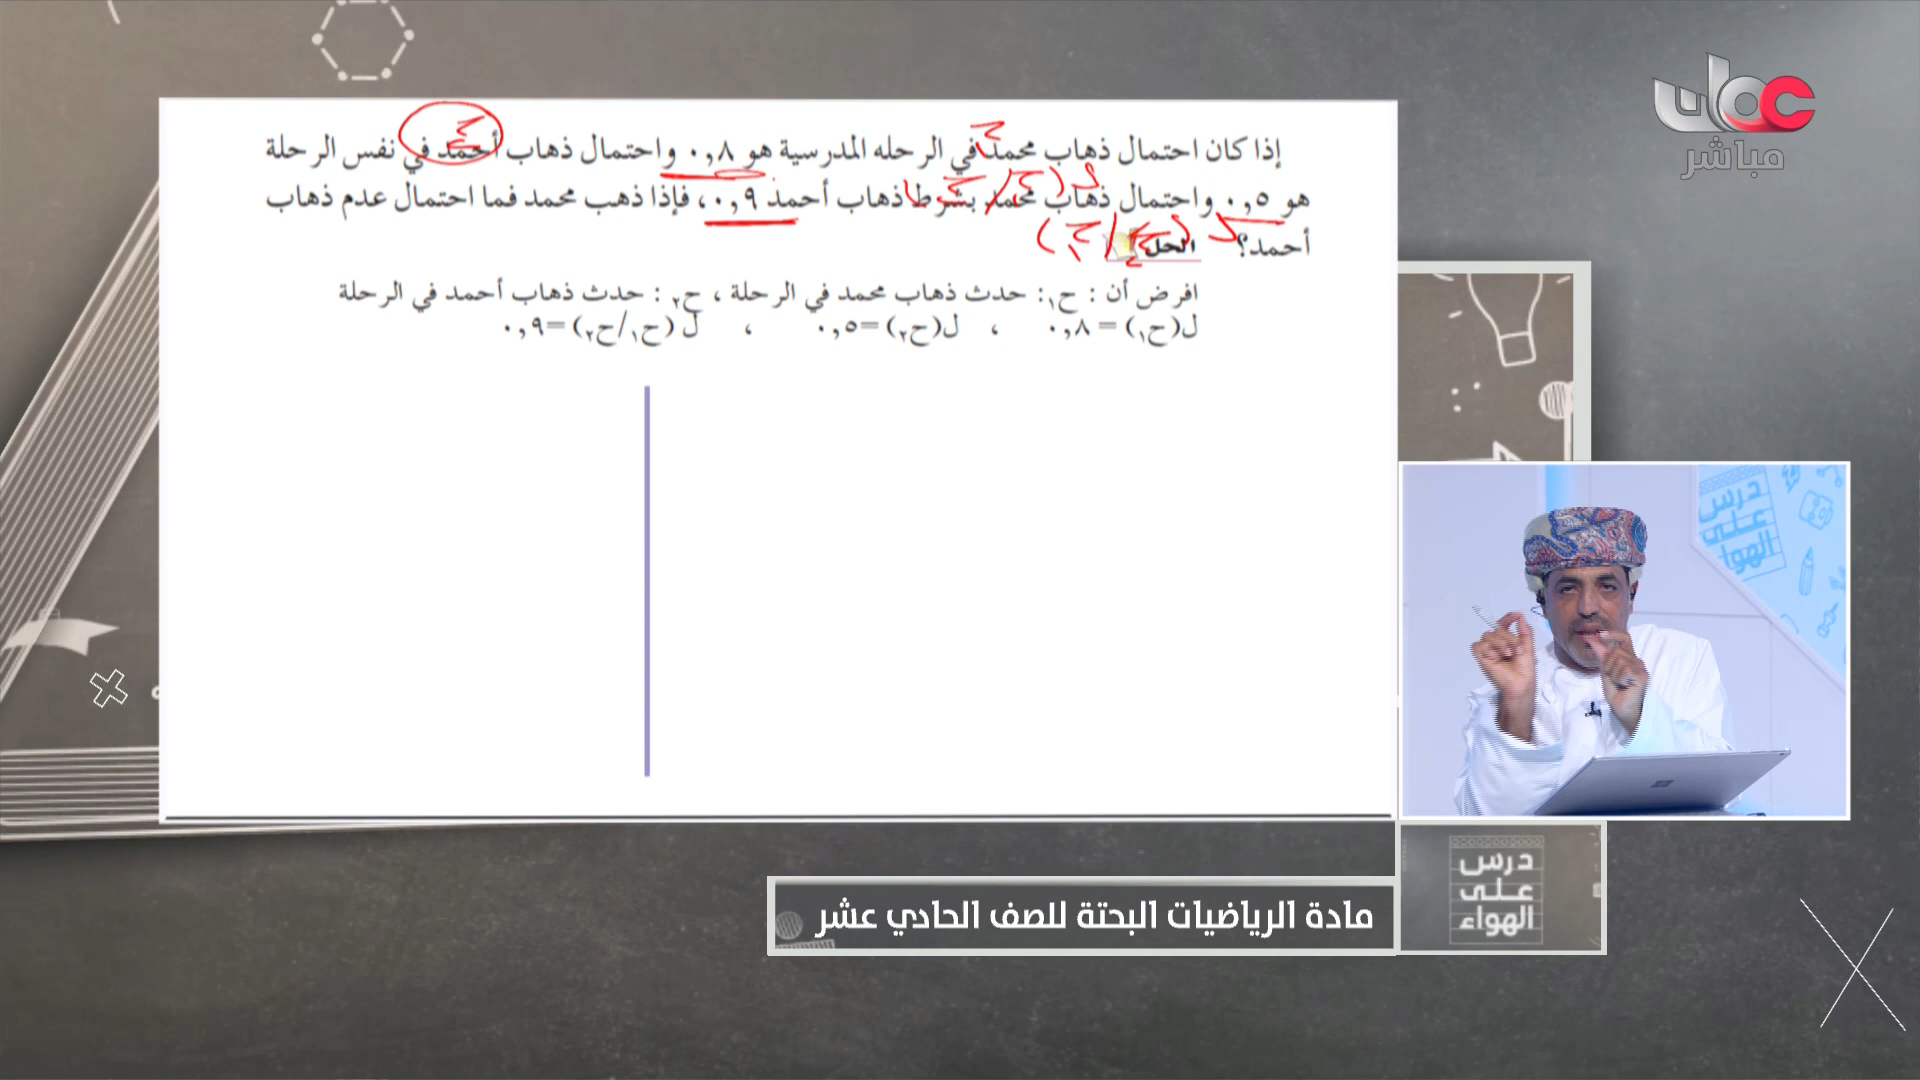 عمان
مباشر
إذا كان احتمال ذهاب محمد في الرحله المدرسية هو ٠,٨ واحتمال ذهاب أحمد في نفس الرحلة
هو ٠,٥ واحتمال ذهاب محمد بشرط ذهاب أحمد ٠,٩، فإذا ذهب محمد فما احتمال عدم ذهاب
أحمد؟
الحل
افرض أن : ح١: حدث ذهاب محمد في الرحلة ، ح٢ : حدث ذهاب أحمد في الرحلة
ل(ح١) = ٠,٨ ، ل(ح٢)=٠,٥ ، ل (ح١/ح٢)=٠,٩
درس
على
الهواء
مادة الرياضيات البحتة للصف الحادي عشر
درس
على
الهواء